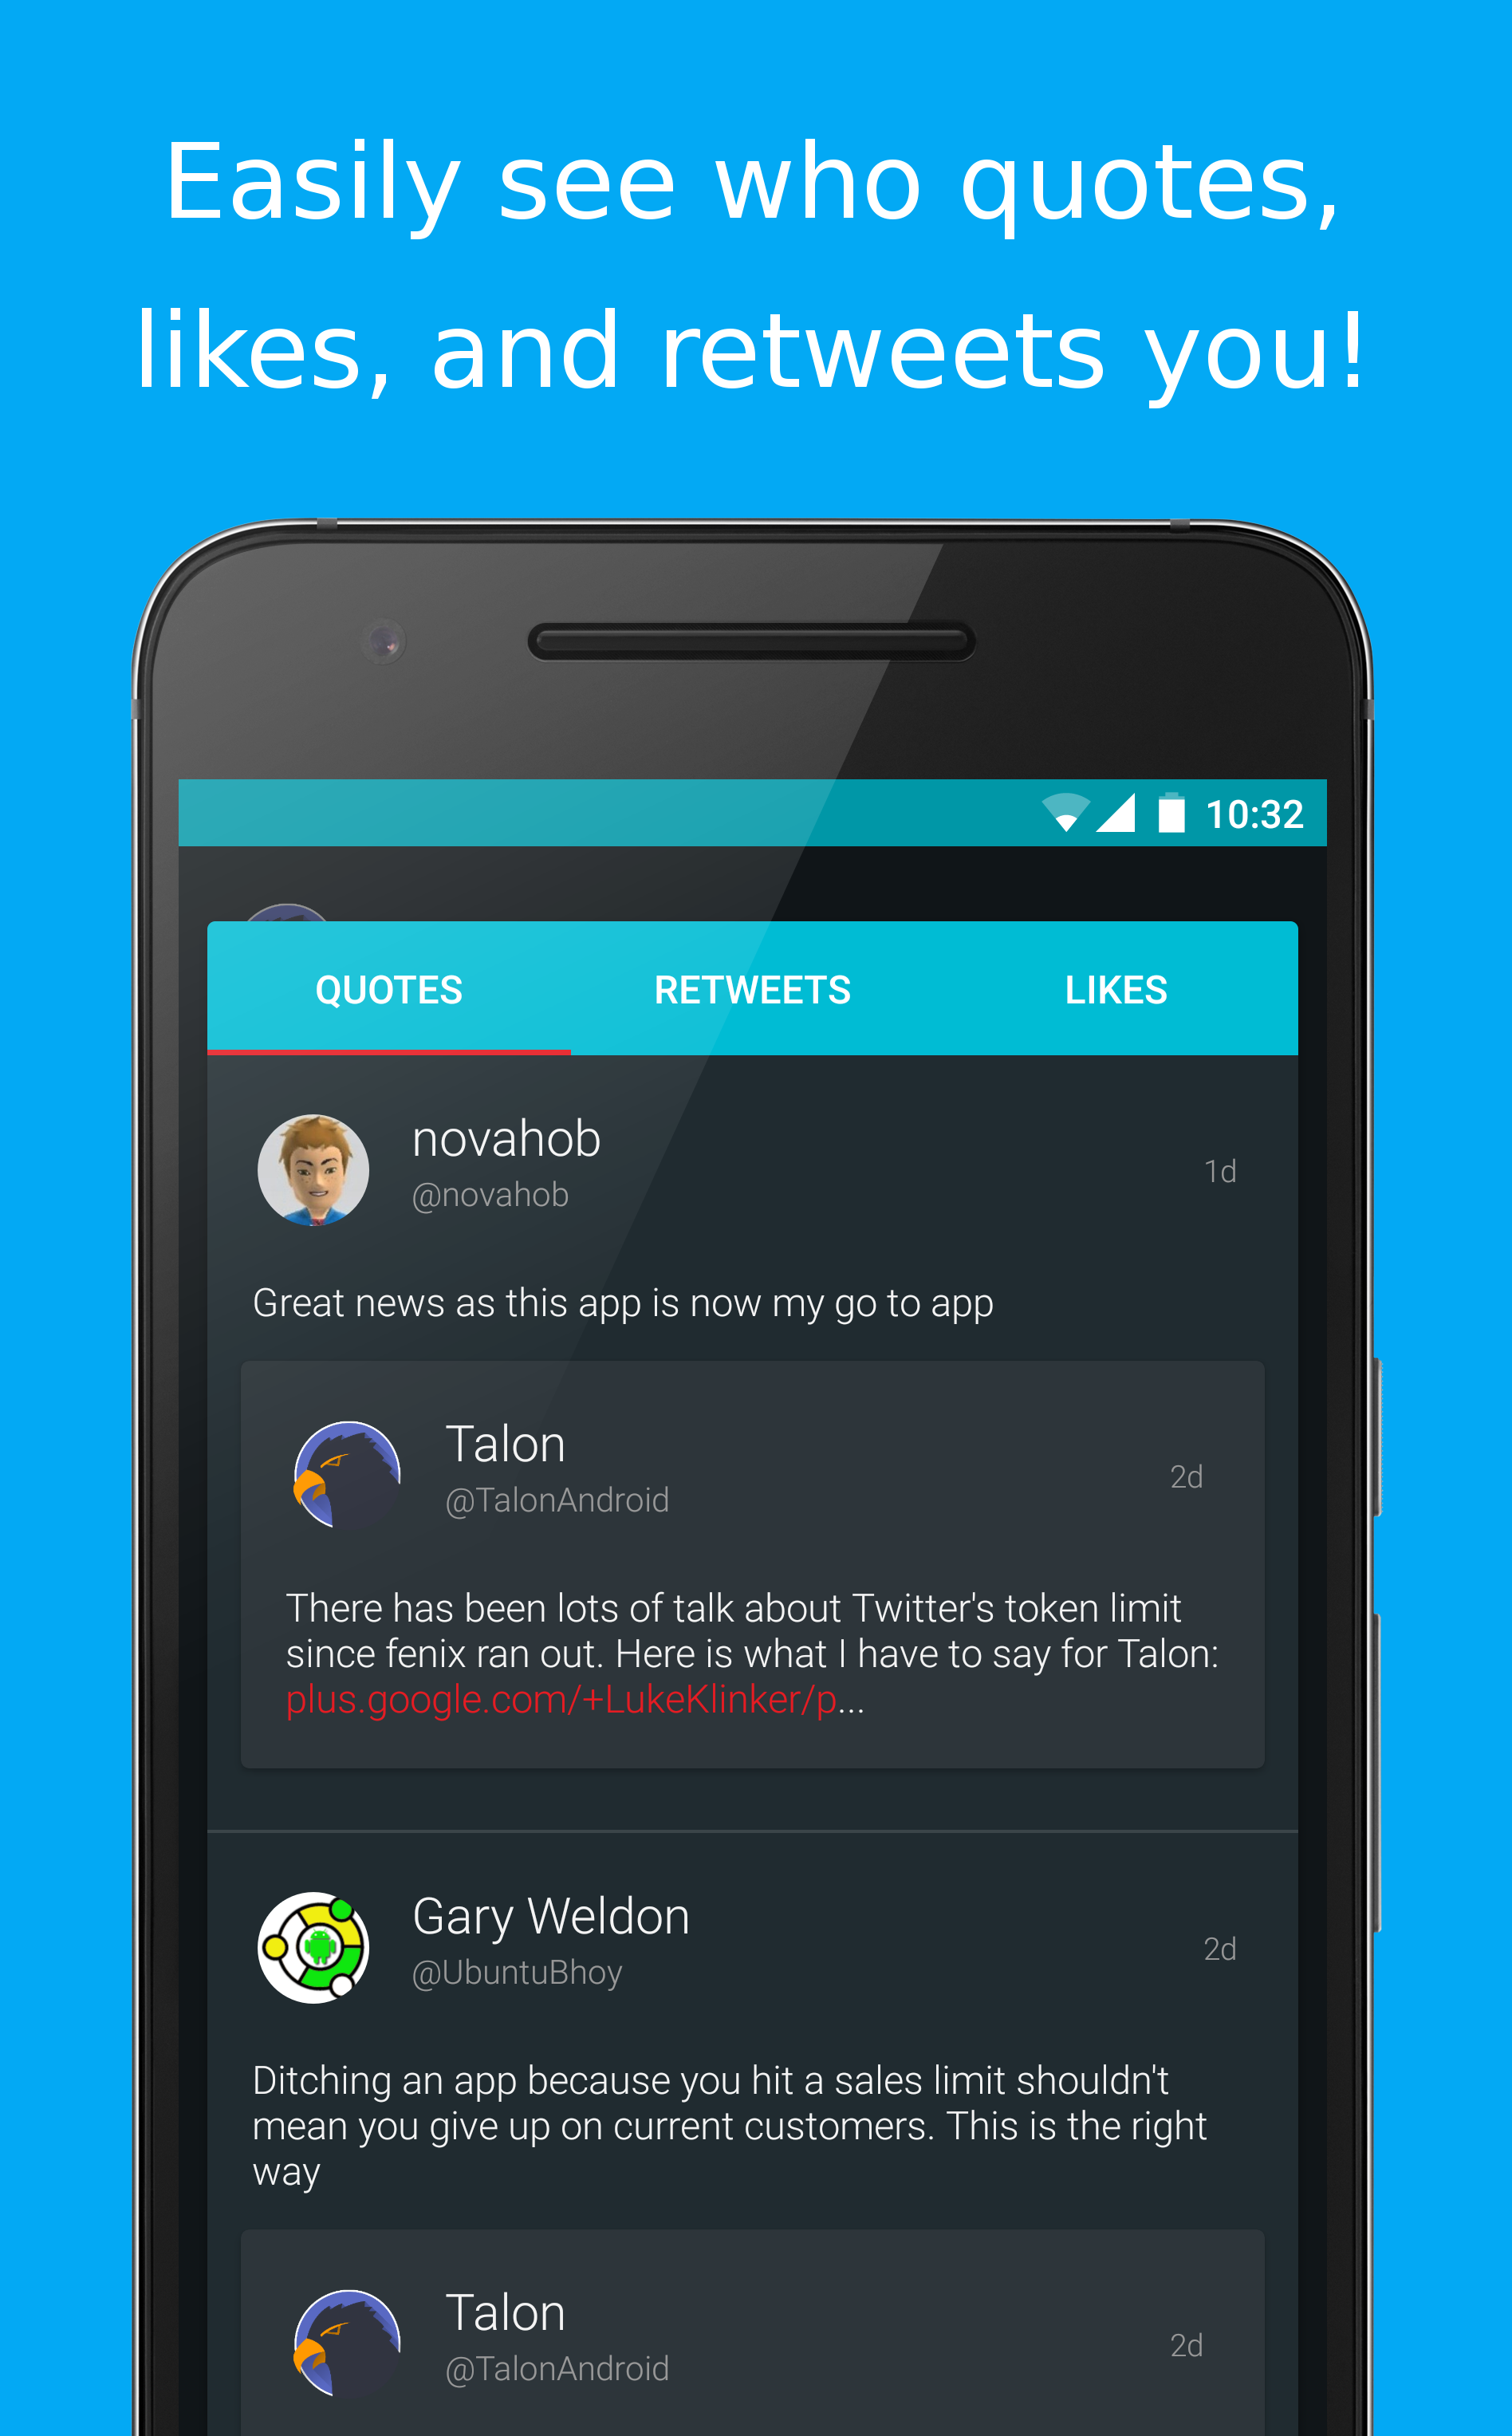 Easily see who quotes,
likes, and retweets you!
10:32
QUOTES RETWEETS LIKES
novahob
@novahob
1d
Great news as this app is now my go to app
Talon
@TalonAndroid
2d
There has been lots of talk about Twitter's token limit
since fenix ran out. Here is what I have to say for Talon:
plus.google.com/+LukeKlinker/p...
Gary Weldon
@UbuntuBhoy
2d
Ditching an app because you hit a sales limit shouldn't
mean you give up on current customers. This is the right
way
Talon
@TalonAndroid
2d